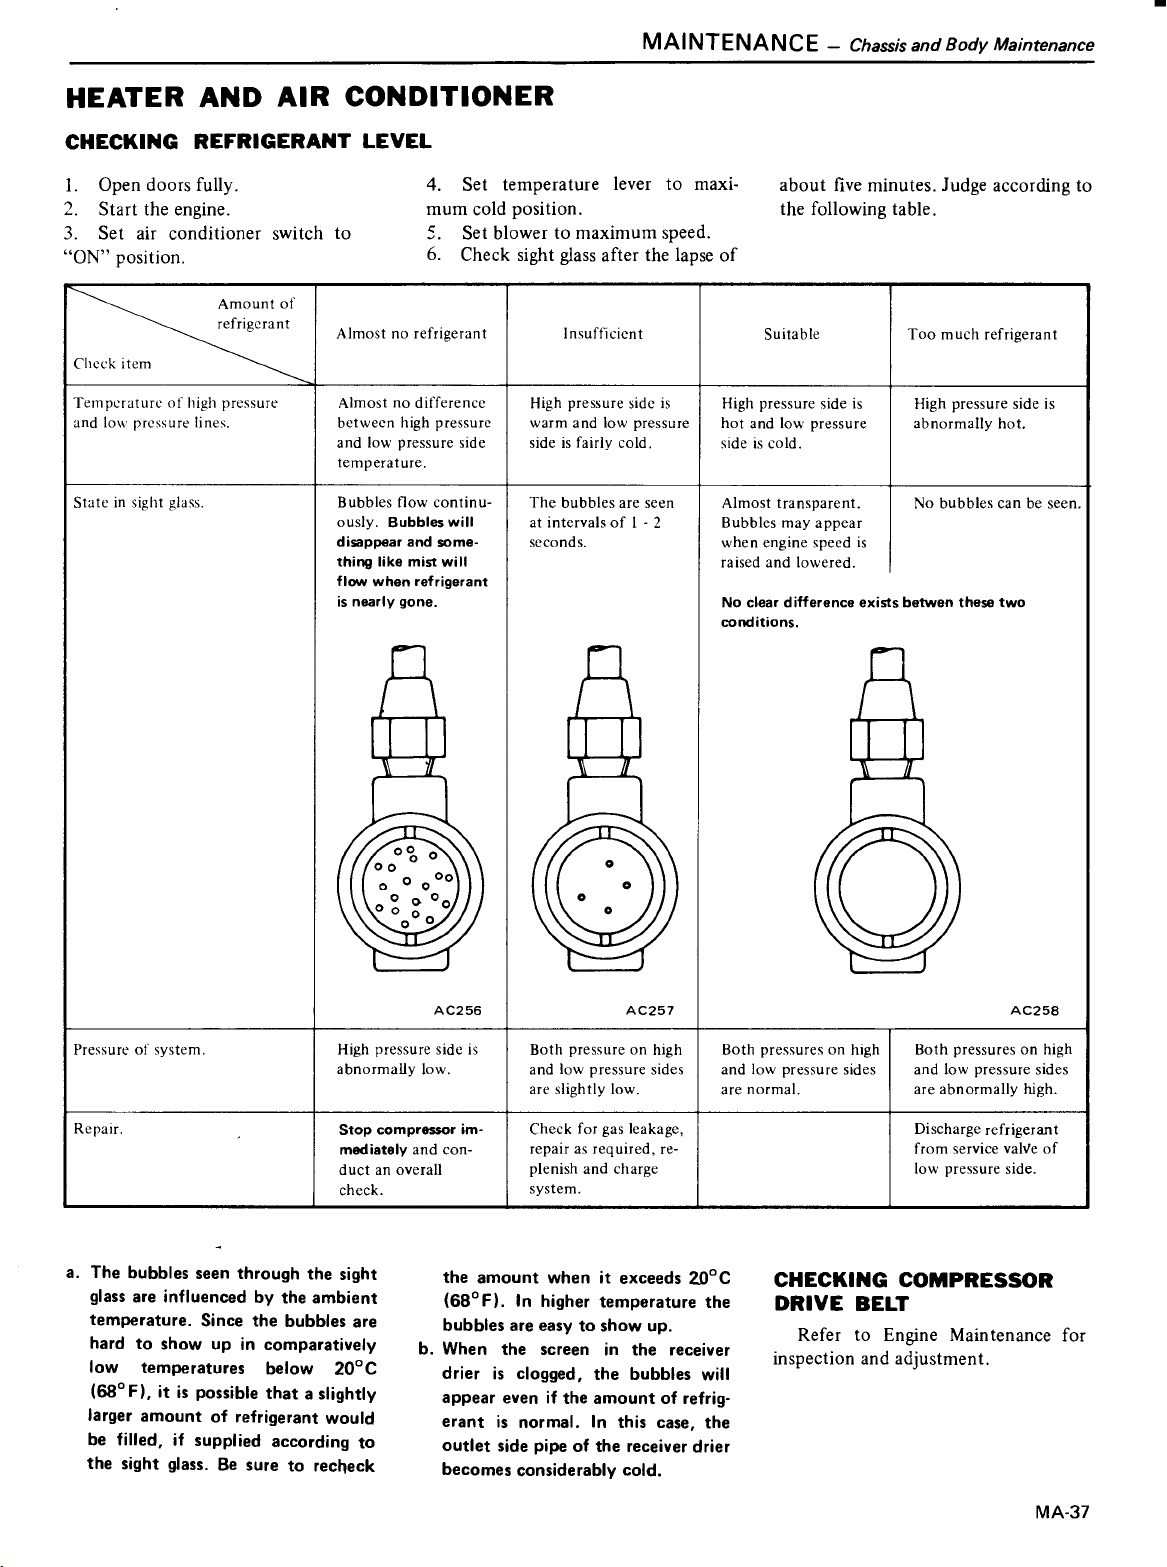 MAINTENANCE – Chassis and Body Maintenance
HEATER AND AIR CONDITIONER
CHECKING REFRIGERANT LEVEL
1. Open doors fully.
2. Start the engine.
3. Set air conditioner switch to
“ON” position.
4. Set temperature lever to maxi-
mum cold position.
5. Set blower to maximum speed.
6. Check sight glass after the lapse of
about five minutes. Judge according to
the following table.
Amount of
refrigerant
Check item
Almost no refrigerant
Insufficient
Suitable
Too much refrigerant
Temperature of high pressure
and low pressure lines.
Almost no difference
between high pressure
and low pressure side
temperature.
High pressure side is
warm and low pressure
side is fairly cold.
High pressure side is
hot and low pressure
side is cold.
High pressure side is
abnormally hot.
State in sight glass.
Bubbles flow continu-
ously. Bubbles will
disappear and some-
thing like mist will
flow when refrigerant
is nearly gone.
The bubbles are seen
at intervals of 1 - 2
seconds.
Almost transparent.
Bubbles may appear
when engine speed is
raised and lowered.
No bubbles can be seen.
No clear difference exists betwen these two
conditions.
AC256
AC257
AC258
Pressure of system.
High pressure side is
abnormally low.
Both pressure on high
and low pressure sides
are slightly low.
Both pressures on high
and low pressure sides
are normal.
Both pressures on high
and low pressure sides
are abnormally high.
Repair.
Stop compressor im-
mediately and con-
duct an overall
check.
Check for gas leakage,
repair as required, re-
plenish and charge
system.
Discharge refrigerant
from service valve of
low pressure side.
a. The bubbles seen through the sight
glass are influenced by the ambient
temperature. Since the bubbles are
hard to show up in comparatively
low temperatures below 20°C
(68°F), it is possible that a slightly
larger amount of refrigerant would
be filled, if supplied according to
the sight glass. Be sure to recheck
the amount when it exceeds 20°C
(68°F). In higher temperature the
bubbles are easy to show up.
b. When the screen in the receiver
drier is clogged, the bubbles will
appear even if the amount of refrig-
erant is normal. In this case, the
outlet side pipe of the receiver drier
becomes considerably cold.
CHECKING COMPRESSOR
DRIVE BELT
Refer to Engine Maintenance for
inspection and adjustment.
MA-37